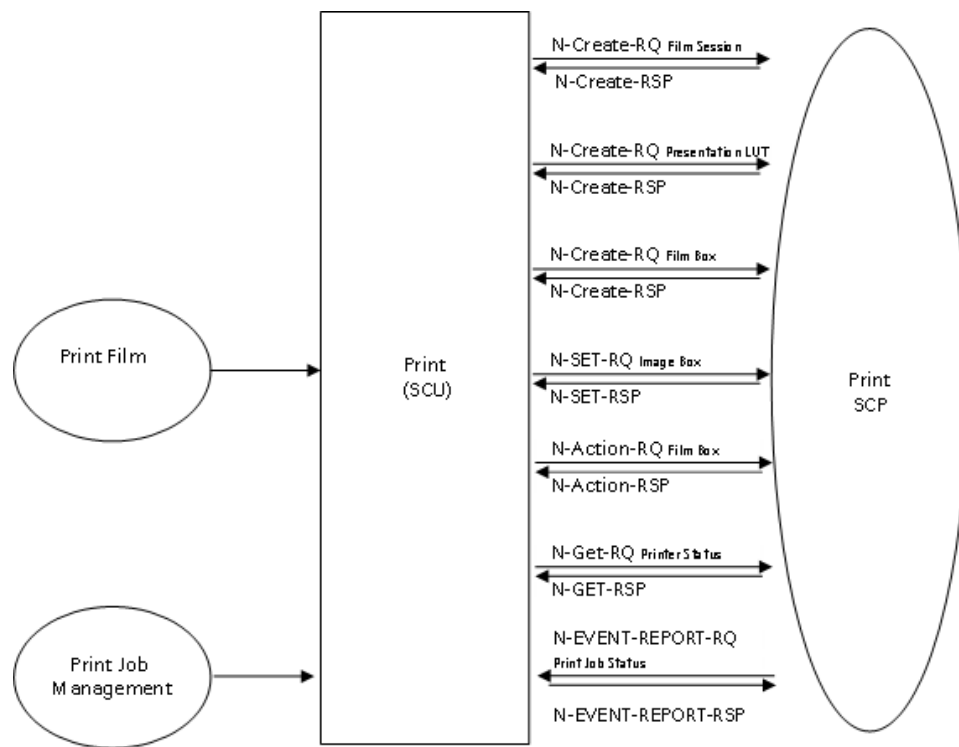 N-Create-RQ Film Session
N-Create-RSP
N-Create-RQ Presentation LUT
N-Create-RSP
N-Create-RQ Film Box
N-Create-RSP
Print Film
Print
(SCU)
N-SET-RQ Image Box
N-SET-RSP
Print
SCP
N-Action-RQ Film Box
N-Action-RSP
N-Get-RQ Printer Status
N-GET-RSP
Print Job
Management
N-EVENT-REPORT-RQ
Print Job Status
N-EVENT-REPORT-RSP